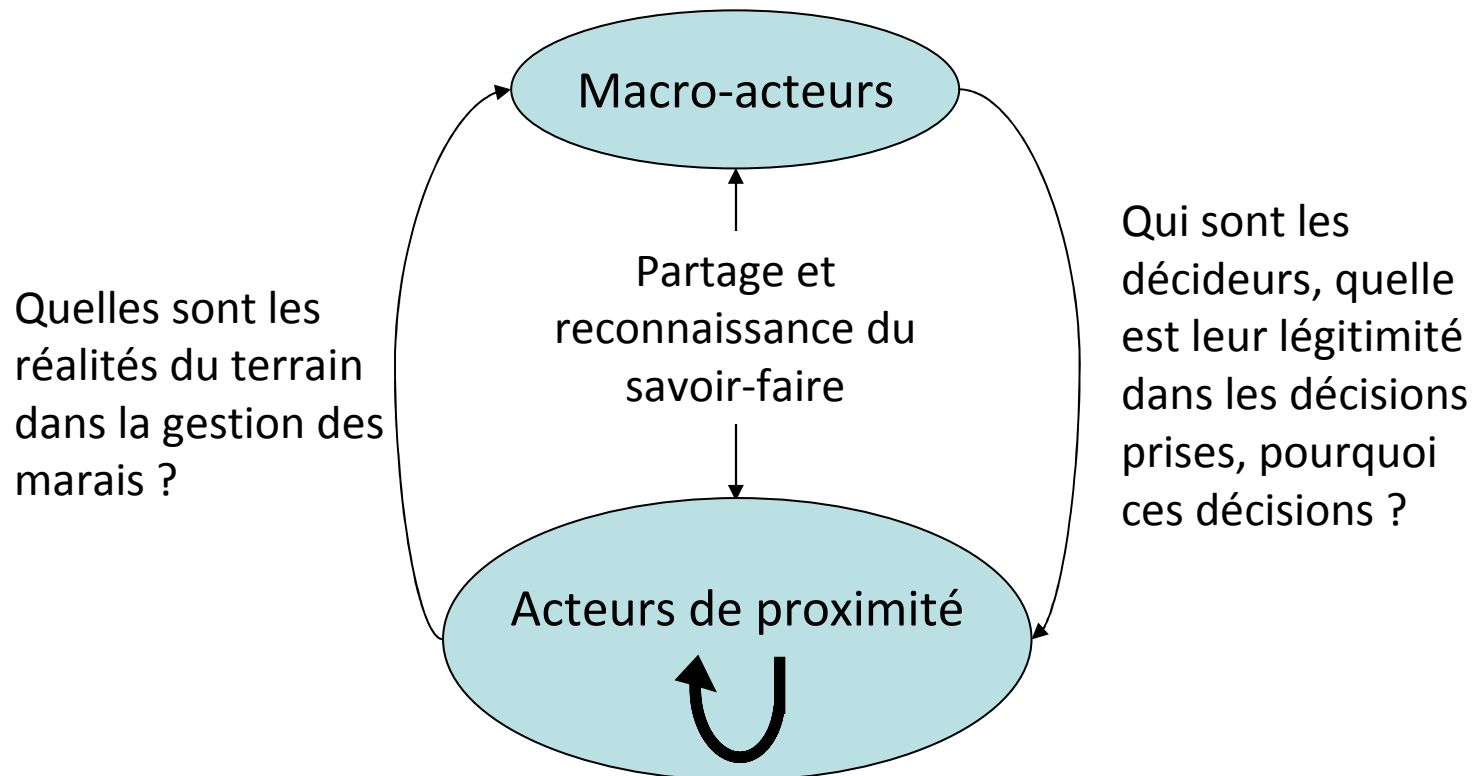 Macro-acteurs
Partage et
reconnaissance du
savoir-faire
Quelles sont les
réalités du terrain
dans la gestion des
marais ?
Qui sont les
décideurs, quelle
est leur légitimité
dans les décisions
prises, pourquoi
ces décisions ?
Acteurs de proximité